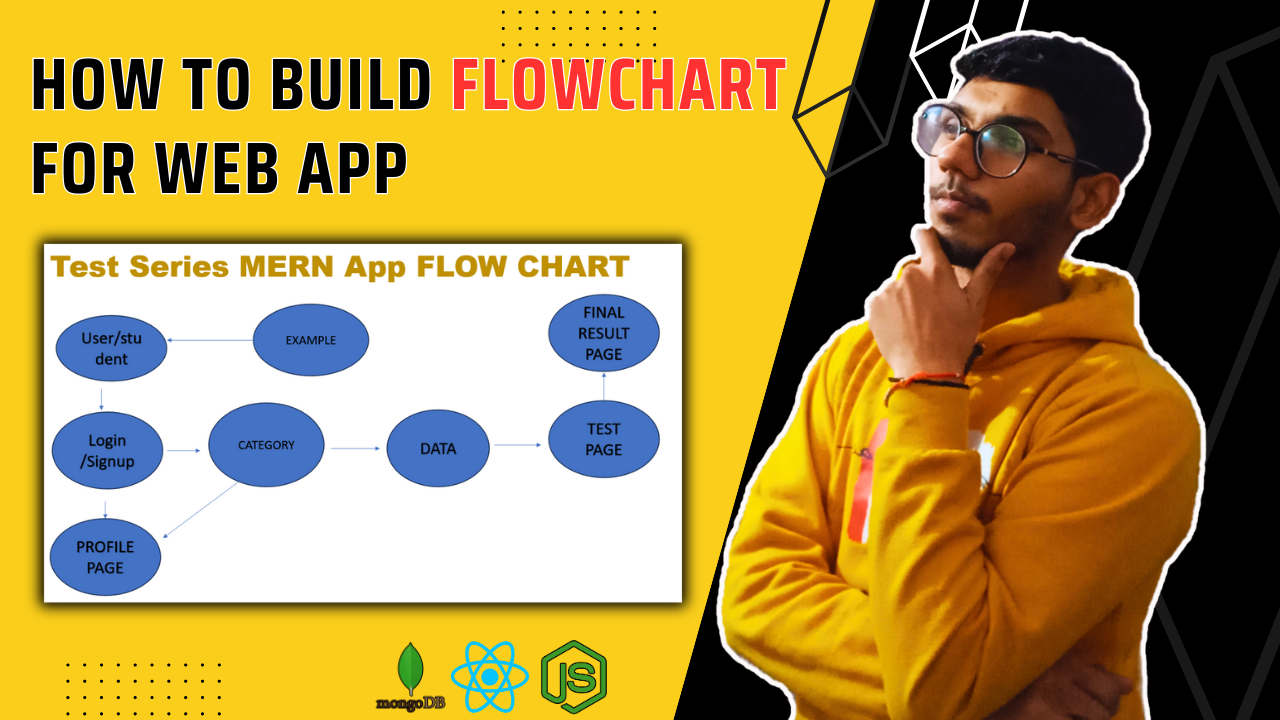 HOW TO BUILD FLOWCHART
FOR WEB APP
Test Series MERN App FLOW CHART
User/stu
dent
EXAMPLE
FINAL
RESULT
PAGE
Login
/Signup
CATEGORY
DATA
TEST
PAGE
PROFILE
PAGE
mongoDB
JS